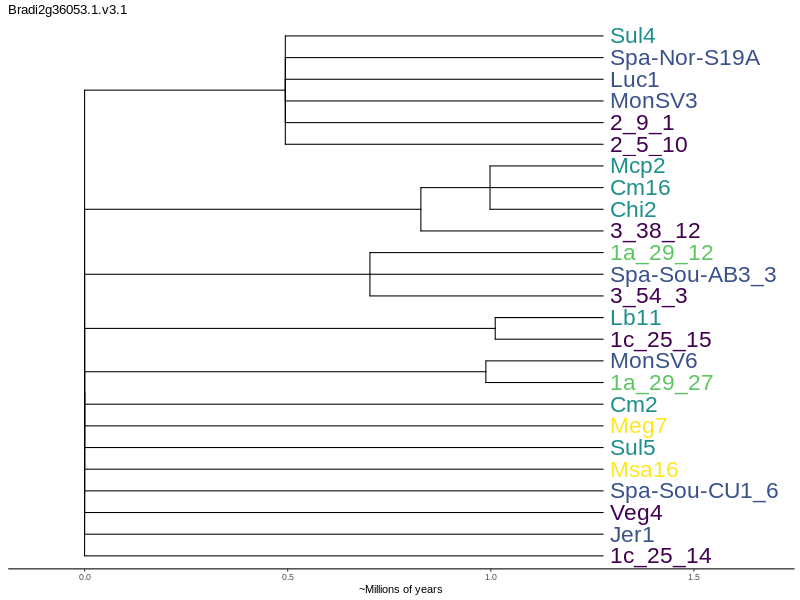 Bradi2g36053.1.v3.1
Sul4
Spa-Nor-S19A
Luc1
MonSV3
2_9_1
2_5_10
Mcp2
Cm16
Chi2
3_38_12
1a_29_12
Spa-Sou-AB3_3
3_54_3
Lb11
1c_25_15
MonSV6
1a_29_27
Cm2
Meg7
Sul5
Msa16
Spa-Sou-CU1_6
Veg4
Jer1
1c_25_14
0.0 0.5 1.0 1.5
~Millions of years